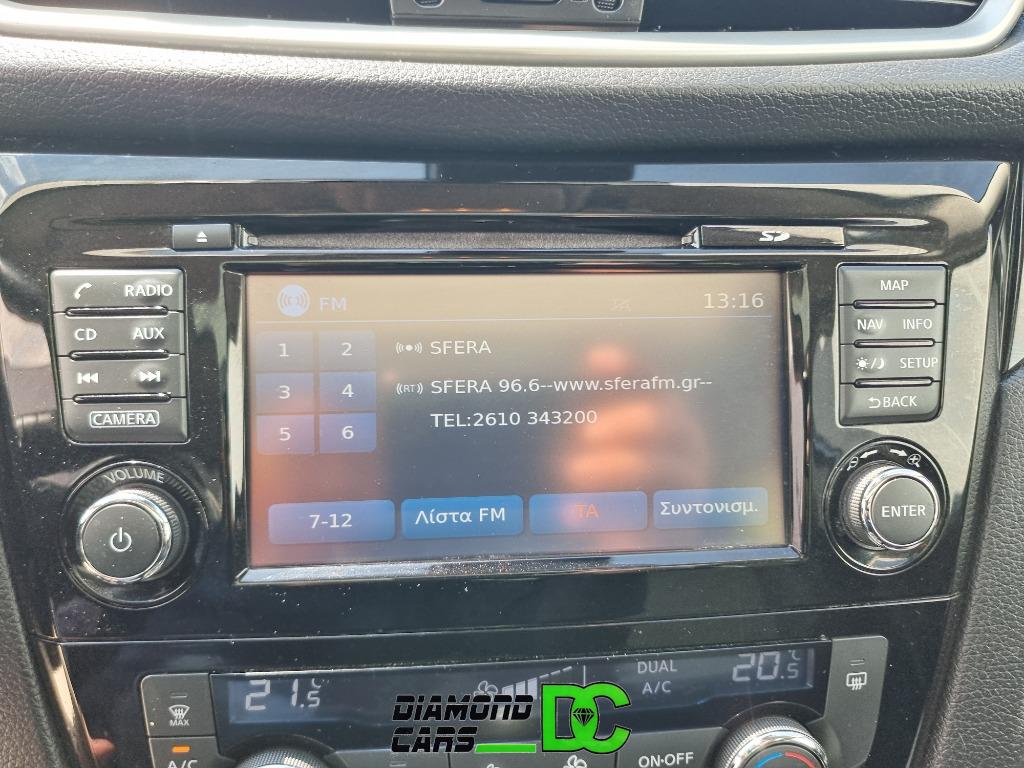 SD
RADIO
CD AUX
CAMERA
VOLUME
FM 13:16
1 2
3 4
5 6
SFERA
(RT) SFERA 96.6--www.sferafm.gr--
TEL:2610 343200
7-12 Λίστα FM TA Συντονισμ.
MAP
NAV INFO
SETUP
BACK
ENTER
MAX
A/C
21.5
DUAL
A/C
20.5°C
ON·OFF
DIAMOND
CARS
DC